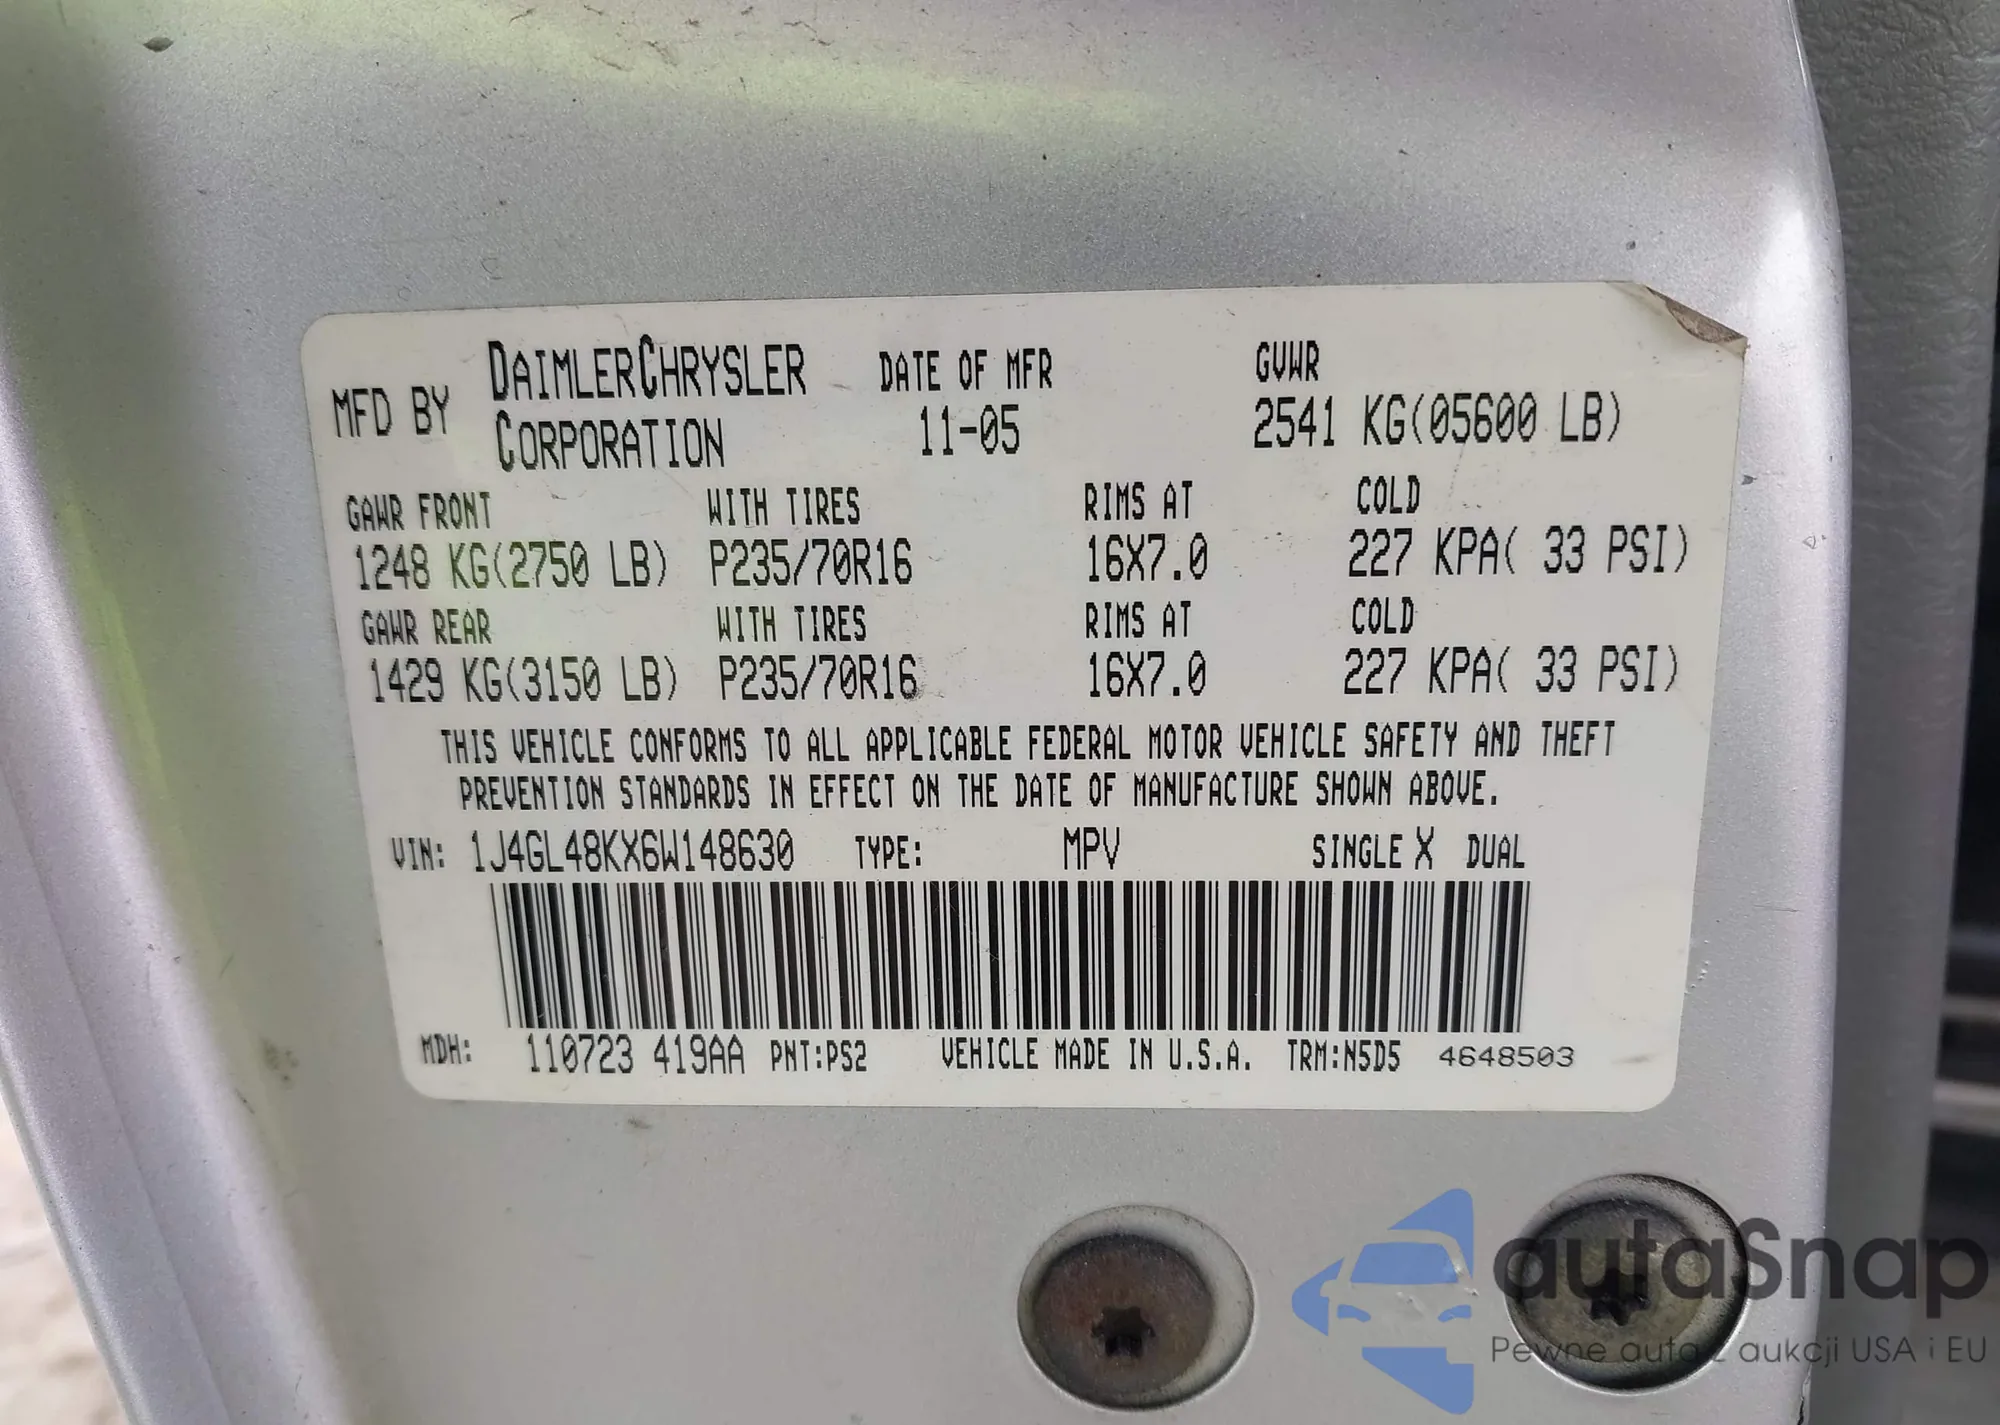 MFD BY DAIMLERCHRYSLER CORPORATION DATE OF MFR 11-05 GVWR 2541 KG(05600 LB)
GAWR FRONT WITH TIRES RIMS AT COLD
1248 KG(2750 LB) P235/70R16 16X7.0 227 KPA( 33 PSI)
GAWR REAR WITH TIRES RIMS AT COLD
1429 KG(3150 LB) P235/70R16 16X7.0 227 KPA( 33 PSI)
THIS VEHICLE CONFORMS TO ALL APPLICABLE FEDERAL MOTOR VEHICLE SAFETY AND THEFT
PREVENTION STANDARDS IN EFFECT ON THE DATE OF MANUFACTURE SHOWN ABOVE.
VIN: 1J4GL48KX6W148630 TYPE: MPV SINGLE X DUAL
MDH: 110723 419AA PNT:PS2 VEHICLE MADE IN U.S.A. TRM:N5D5 4648503
autaSnap
Pewne auta z aukcji USA i EU